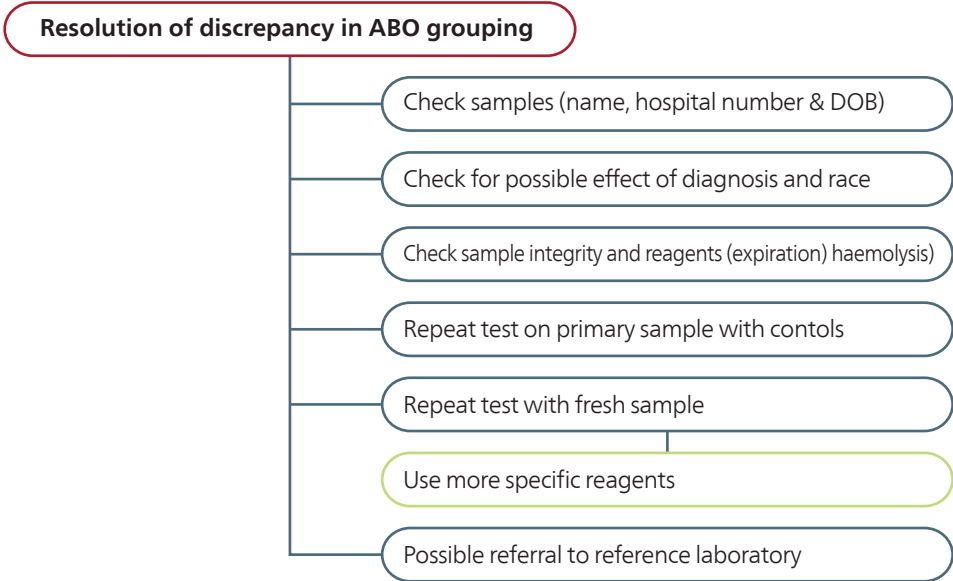 Resolution of discrepancy in ABO grouping
Check samples (name, hospital number & DOB)
Check for possible effect of diagnosis and race
Check sample integrity and reagents (expiration) haemolysis)
Repeat test on primary sample with contols
Repeat test with fresh sample
Use more specific reagents
Possible referral to reference laboratory